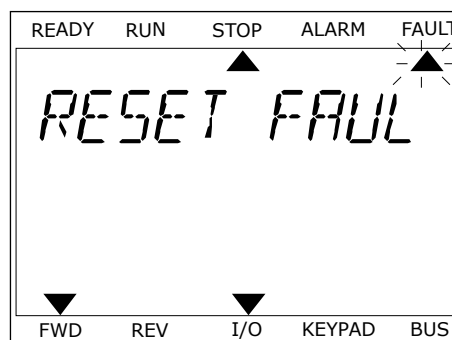 READY RUN STOP ALARM FAULT
RESET FAUL
FWD REV I/O KEYPAD BUS